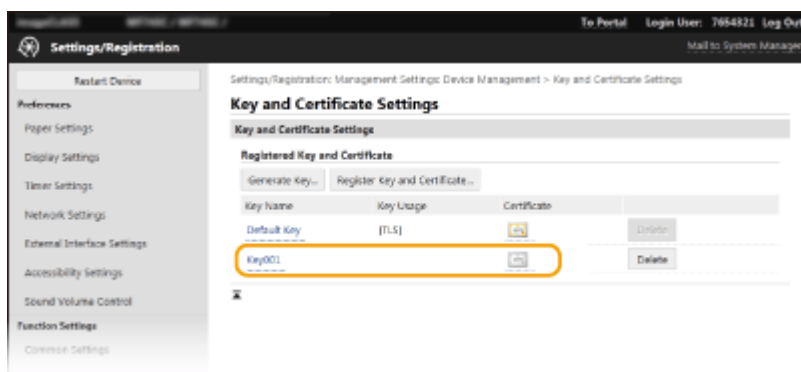 To Portal Login User: 7654321 Log Out
Settings/Registration
Mail to System Manager
Restart Device
Settings/Registration: Management Settings: Device Management > Key and Certificate Settings
Preferences
Key and Certificate Settings
Paper Settings
Key and Certificate Settings
Display Settings
Registered Key and Certificate
Timer Settings
Generate Key... Register Key and Certificate...
Network Settings
Key Name Key Usage Certificate
External Interface Settings
Default Key [TLS] Delete
Accessibility Settings
Key001 Delete
Sound Volume Control
Function Settings
Common Settings